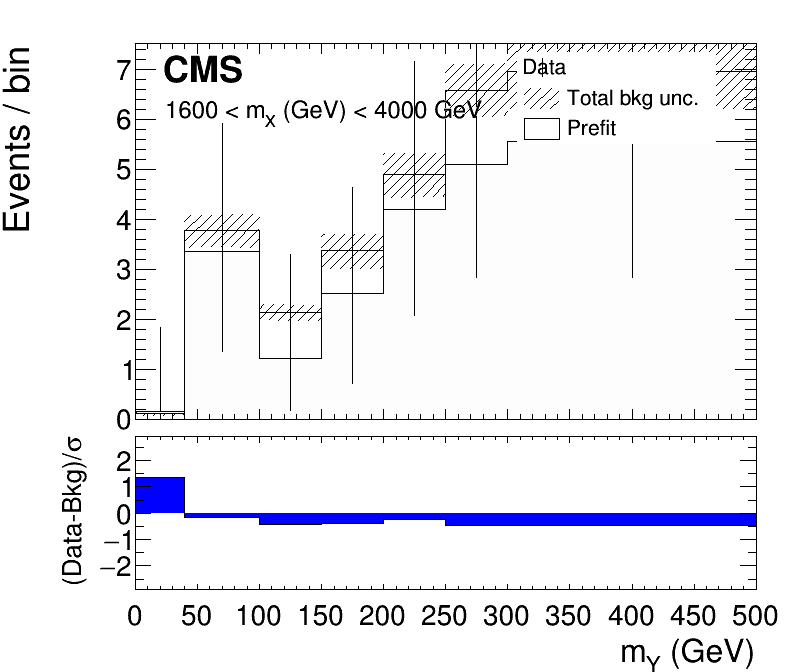 Events / bin
7
6
5
4
3
2
1
0
CMS
1600 < m_X (GeV) < 4000 GeV
Data
Total bkg unc.
Prefit
(Data-Bkg)/σ
2
1
0
−1
−2
0 50 100 150 200 250 300 350 400 450 500
m_Y (GeV)